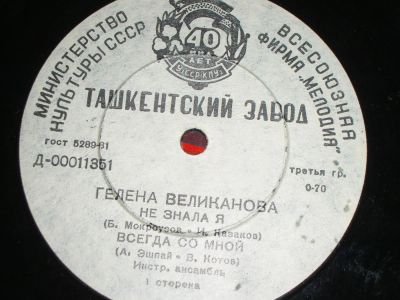 МИНИСТЕРСТВО
КУЛЬТУРЫ СССР
40
ЛЕТ
ВСЕСОЮЗНАЯ
ФИРМА „МЕЛОДИЯ"
ТАШКЕНТСКИЙ ЗАВОД
ГОСТ 5289-61
Д-00011351
третья гр.
0-70
ГЕЛЕНА ВЕЛИКАНОВА
НЕ ЗНАЛА Я
(Б. Мокроусов - И. Казаков)
ВСЕГДА СО МНОЙ
(А. Эшпай - В. Котов)
Инстр. ансамбль
1 сторона